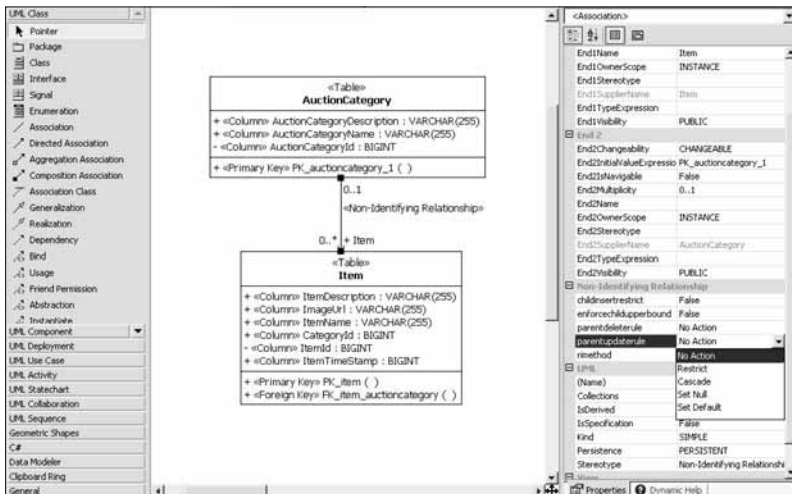 UML Class
Pointer
Package
Class
Interface
Signal
Enumeration
Association
Directed Association
Aggregation Association
Composition Association
Association Class
Generalization
Realization
Dependency
Bind
Usage
Friend Permission
Abstraction
Instantiate
UML Component
UML Deployment
UML Use Case
UML Activity
UML Statechart
UML Collaboration
UML Sequence
Geometric Shapes
C#
Data Modeler
Clipboard Ring
General
«Table»
AuctionCategory
+ «Column» AuctionCategoryDescription : VARCHAR(255)
+ «Column» AuctionCategoryName : VARCHAR(255)
- «Column» AuctionCategoryId : BIGINT
+ «Primary Key» PK_auctioncategory_1 ( )
0..1
«Non-Identifying Relationship»
0..* + Item
«Table»
Item
+ «Column» ItemDescription : VARCHAR(255)
+ «Column» ImageUrl : VARCHAR(255)
+ «Column» ItemName : VARCHAR(255)
+ «Column» CategoryId : BIGINT
- «Column» ItemId : BIGINT
+ «Column» ItemTimeStamp : BIGINT
+ «Primary Key» PK_item ( )
+ «Foreign Key» FK_item_auctioncategory ( )
<Association>
End1Name Item
End1OwnerScope INSTANCE
End1Stereotype
End1SupplierName Item
End1TypeExpression
End1Visibility PUBLIC
End 2
End2Changeability CHANGEABLE
End2InitialValueExpressio PK_auctioncategory_1
End2IsNavigable False
End2Multiplicity 0..1
End2Name
End2OwnerScope INSTANCE
End2Stereotype
End2SupplierName AuctionCategory
End2TypeExpression
End2Visibility PUBLIC
Non-Identifying Relationship
childinsertrestrict False
enforcechildupperbound False
parentdeleterule No Action
parentupdaterule No Action
rimethod No Action
UML Restrict
(Name) Cascade
Collections Set Null
IsDerived Set Default
IsSpecification False
Kind SIMPLE
Persistence PERSISTENT
Stereotype Non-Identifying Relationshi
Properties Dynamic Help